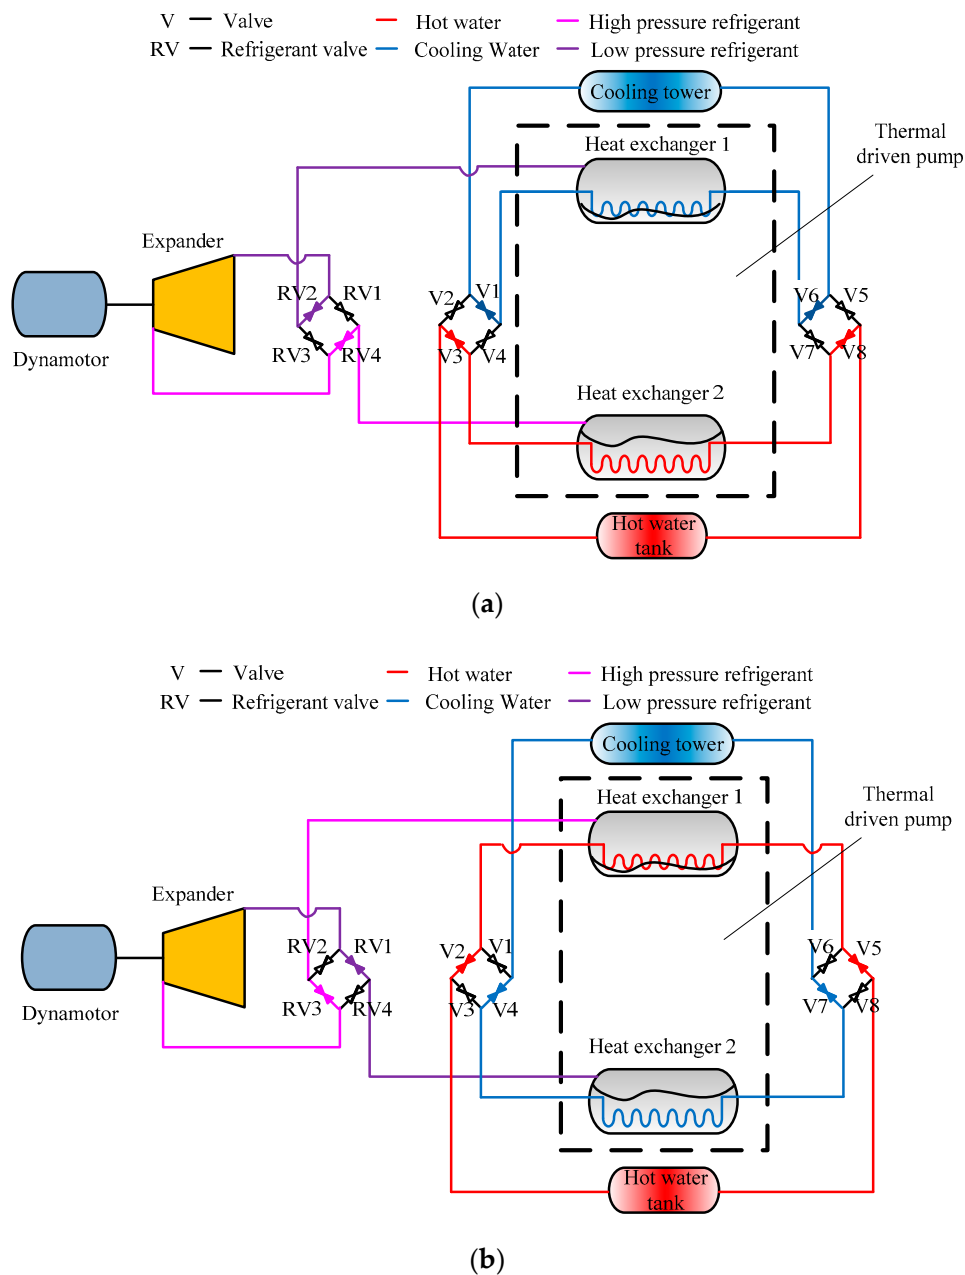 V Valve Hot water High pressure refrigerant
RV Refrigerant valve Cooling Water Low pressure refrigerant
Cooling tower
Thermal
driven pump
Heat exchanger 1
Expander
RV2 RV1
V2 V1
V6 V5
RV3 RV4
V3 V4
V7 V8
Dynamotor
Heat exchanger 2
Hot water
tank
(a)
V Valve Hot water High pressure refrigerant
RV Refrigerant valve Cooling Water Low pressure refrigerant
Cooling tower
Heat exchanger 1
Thermal
driven pump
Expander
RV2 RV1
V2 V1
V6 V5
RV3 RV4
V3 V4
V7 V8
Dynamotor
Heat exchanger 2
Hot water
tank
(b)